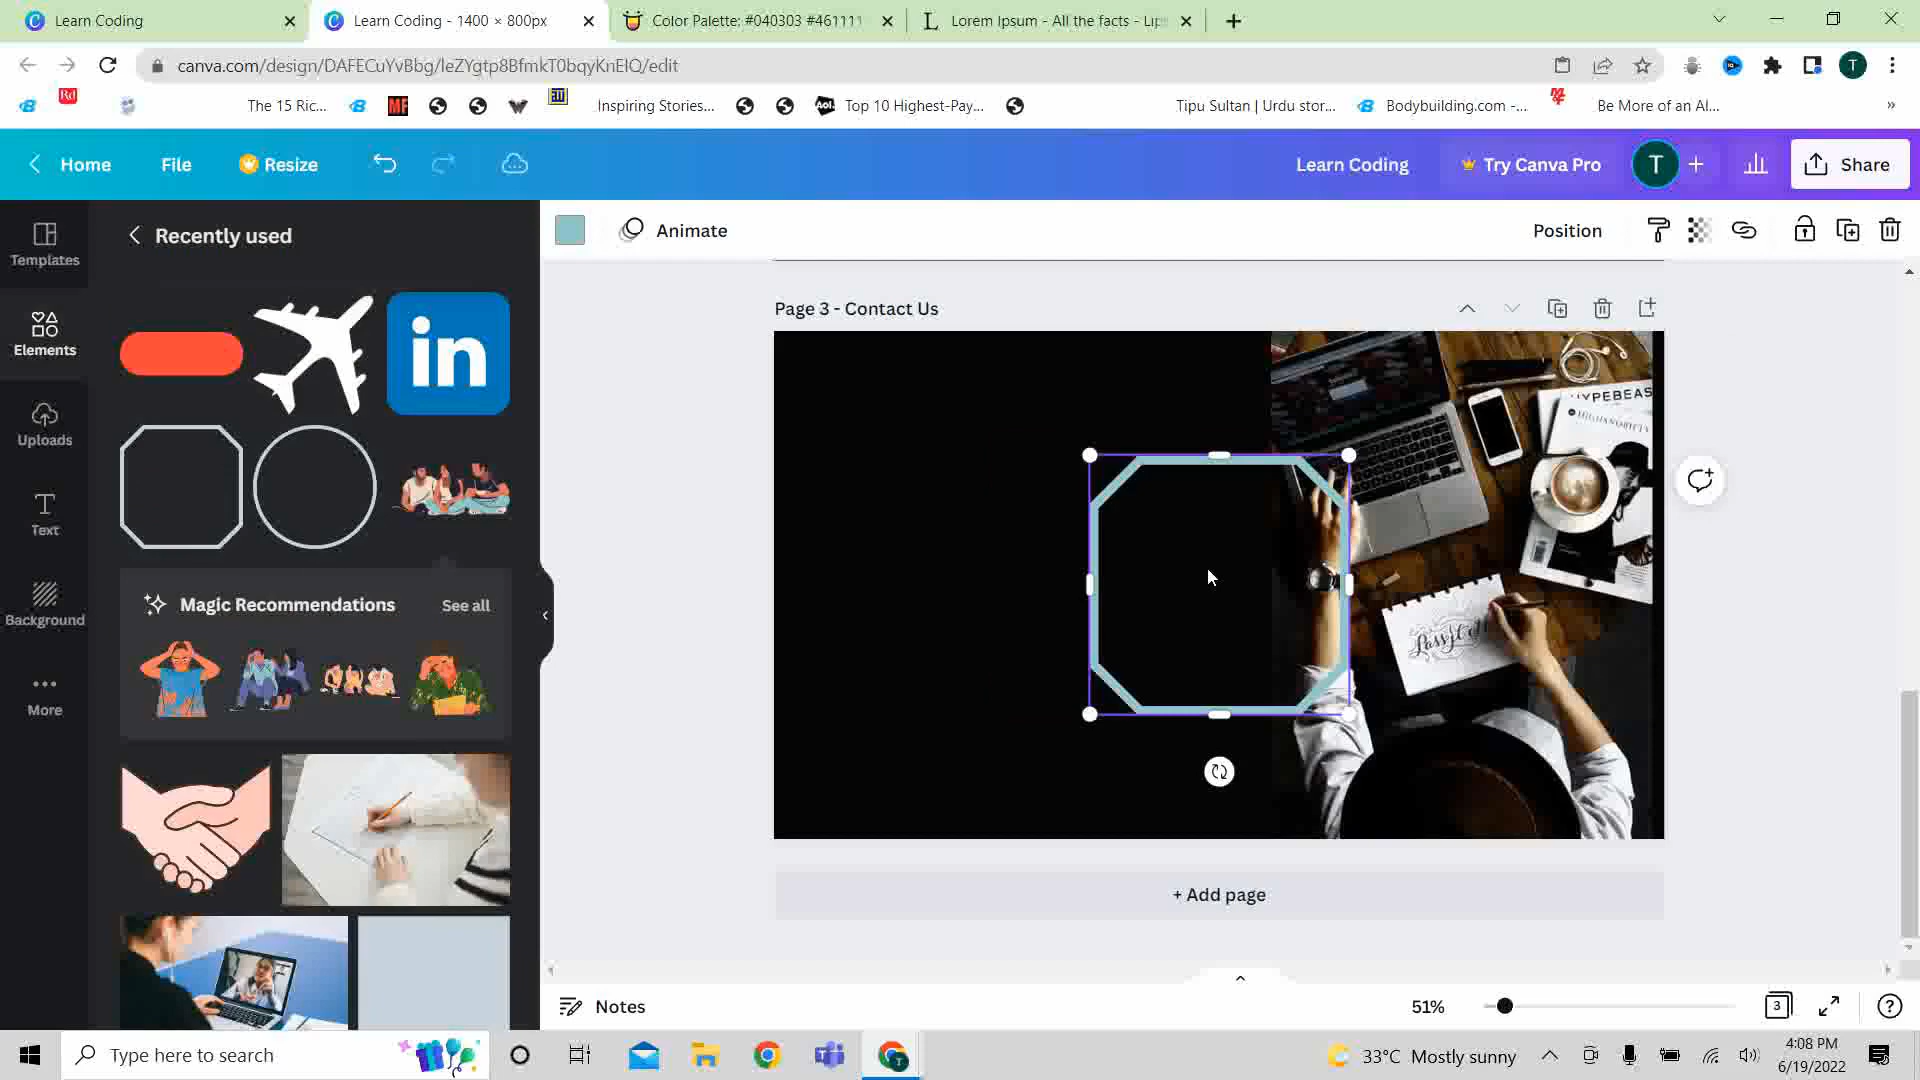 Learn Coding
Learn Coding - 1400 × 800px
Color Palette: #040303 #461111
Lorem Ipsum - All the facts - Lip
canva.com/design/DAFECuYvBbg/leZYgtp8BfmkT0bqyKnEIQ/edit
T
Rd
The 15 Ric...
MF
Inspiring Stories...
Aol.
Top 10 Highest-Pay...
Tipu Sultan | Urdu stor...
Bodybuilding.com -...
Be More of an Al...
»
Home
File
Resize
Learn Coding
Try Canva Pro
T
Share
Templates
Elements
Uploads
Text
Background
More
Recently used
in
Magic Recommendations
See all
Animate
Position
Page 3 - Contact Us
+ Add page
Notes
51%
3
Type here to search
33°C Mostly sunny
4:08 PM
6/19/2022